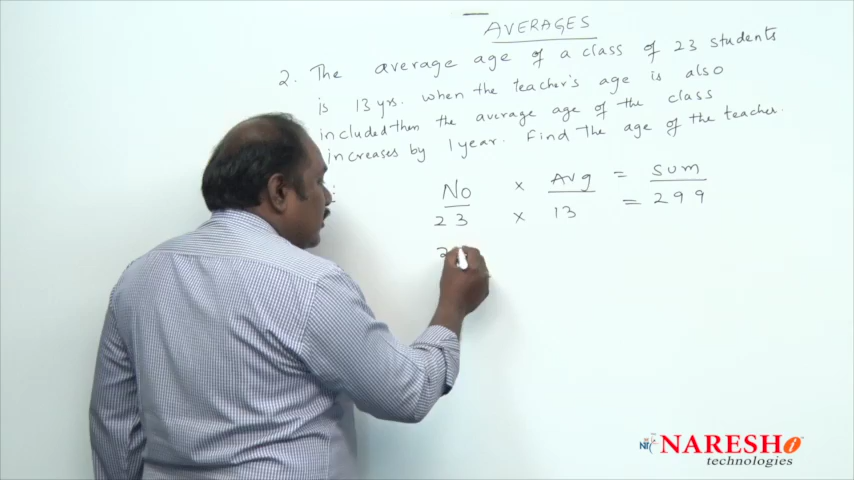 AVERAGES
2. The average age of a class of 23 students
is 13 yrs. when the teacher's age is also
included then the average age of the class
increases by 1 year. Find the age of the teacher.
No × Avg = Sum
23 × 13 = 299
2
NARESH i
technologies